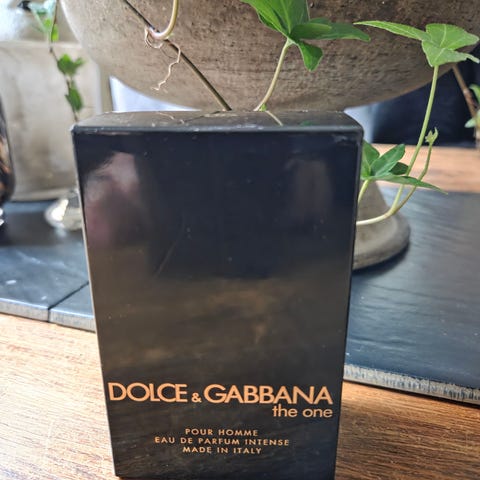 DOLCE & GABBANA
the one
POUR HOMME
EAU DE PARFUM INTENSE
MADE IN ITALY